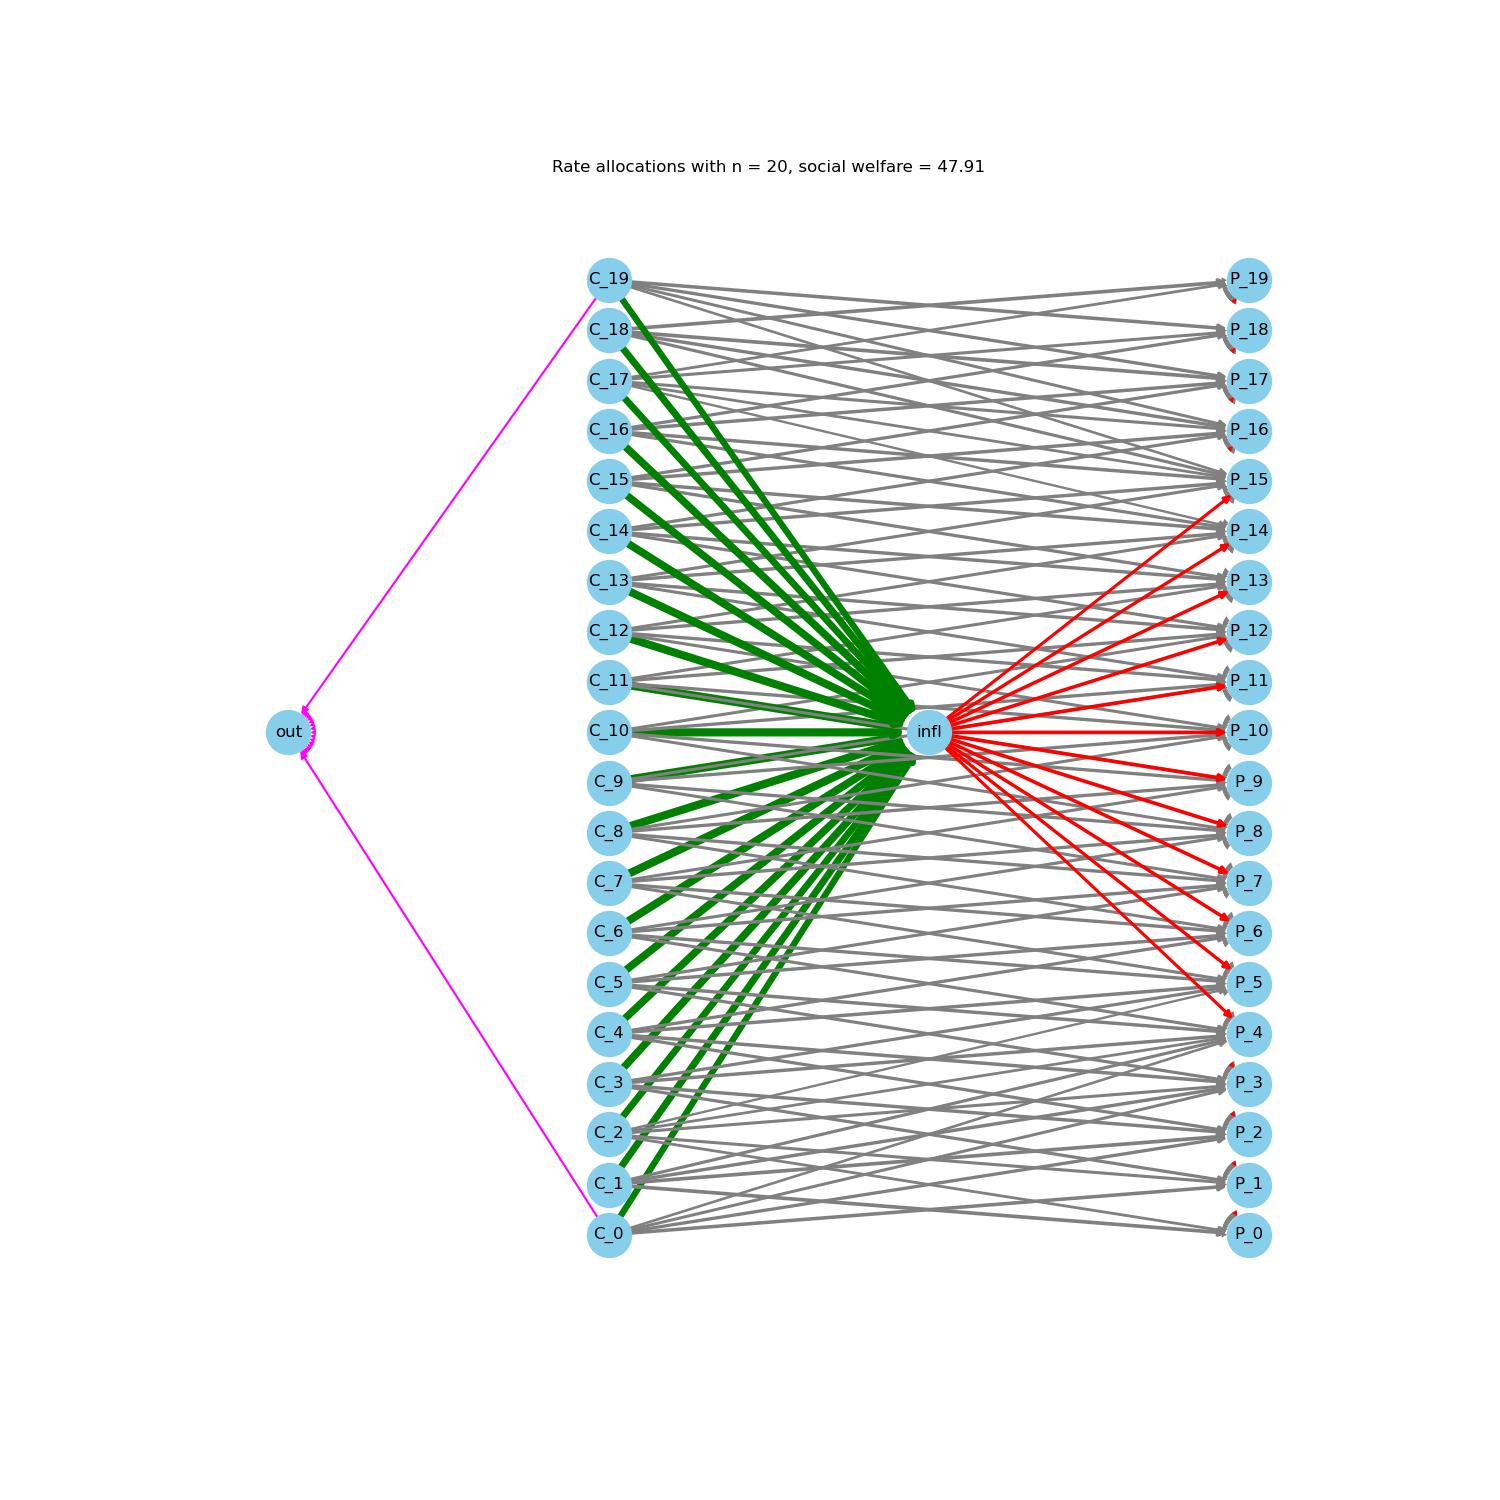 Rate allocations with n = 20, social welfare = 47.91
C_19 P_19
C_18 P_18
C_17 P_17
C_16 P_16
C_15 P_15
C_14 P_14
C_13 P_13
C_12 P_12
C_11 P_11
out C_10 infl P_10
C_9 P_9
C_8 P_8
C_7 P_7
C_6 P_6
C_5 P_5
C_4 P_4
C_3 P_3
C_2 P_2
C_1 P_1
C_0 P_0